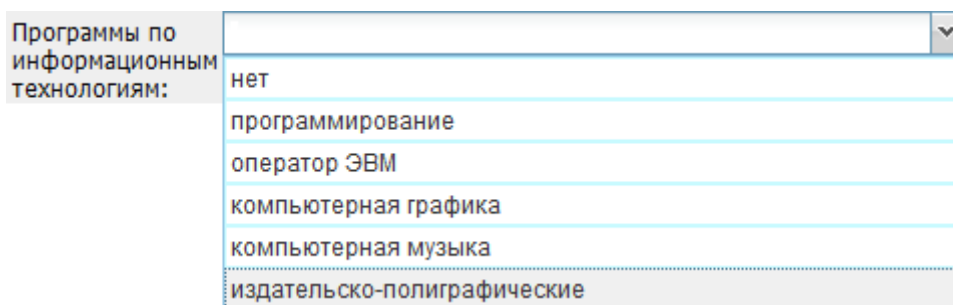 Программы по
информационным
технологиям:
нет
программирование
оператор ЭВМ
компьютерная графика
компьютерная музыка
издательско-полиграфические